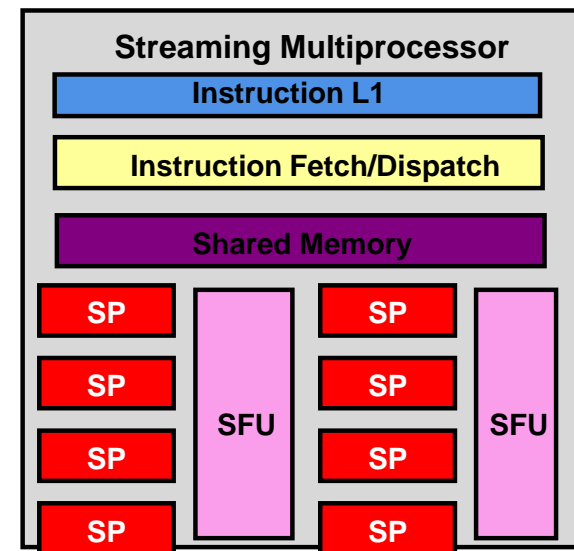 Streaming Multiprocessor
Instruction L1
Instruction Fetch/Dispatch
Shared Memory
SP SP
SP SP
SFU SFU
SP SP
SP SP